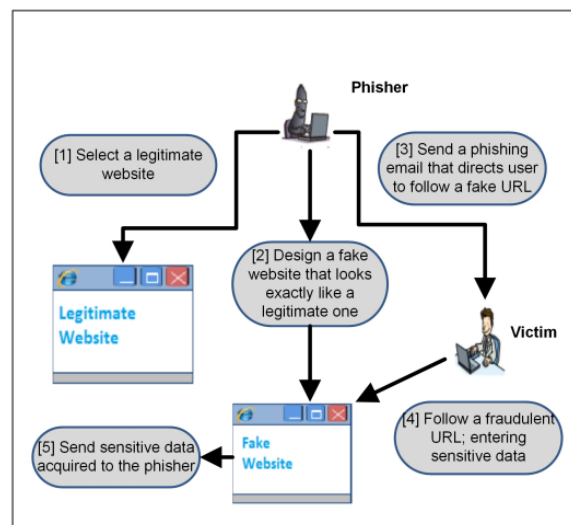 Phisher
[1] Select a legitimate
website
[3] Send a phishing
email that directs user
to follow a fake URL
[2] Design a fake
website that looks
exactly like a
legitimate one
Legitimate
Website
Victim
[4] Follow a fraudulent
URL; entering
sensitive data
Fake
Website
[5] Send sensitive data
acquired to the phisher